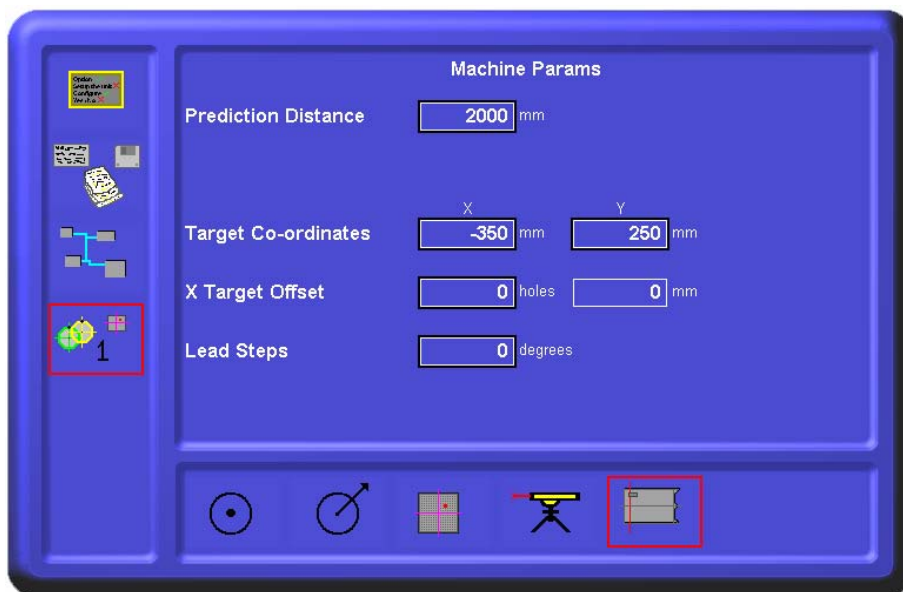 Machine Params
Option
Prediction Distance 2000 mm
X Y
Target Co-ordinates -350 mm 250 mm
X Target Offset 0 holes 0 mm
Lead Steps 0 degrees
1